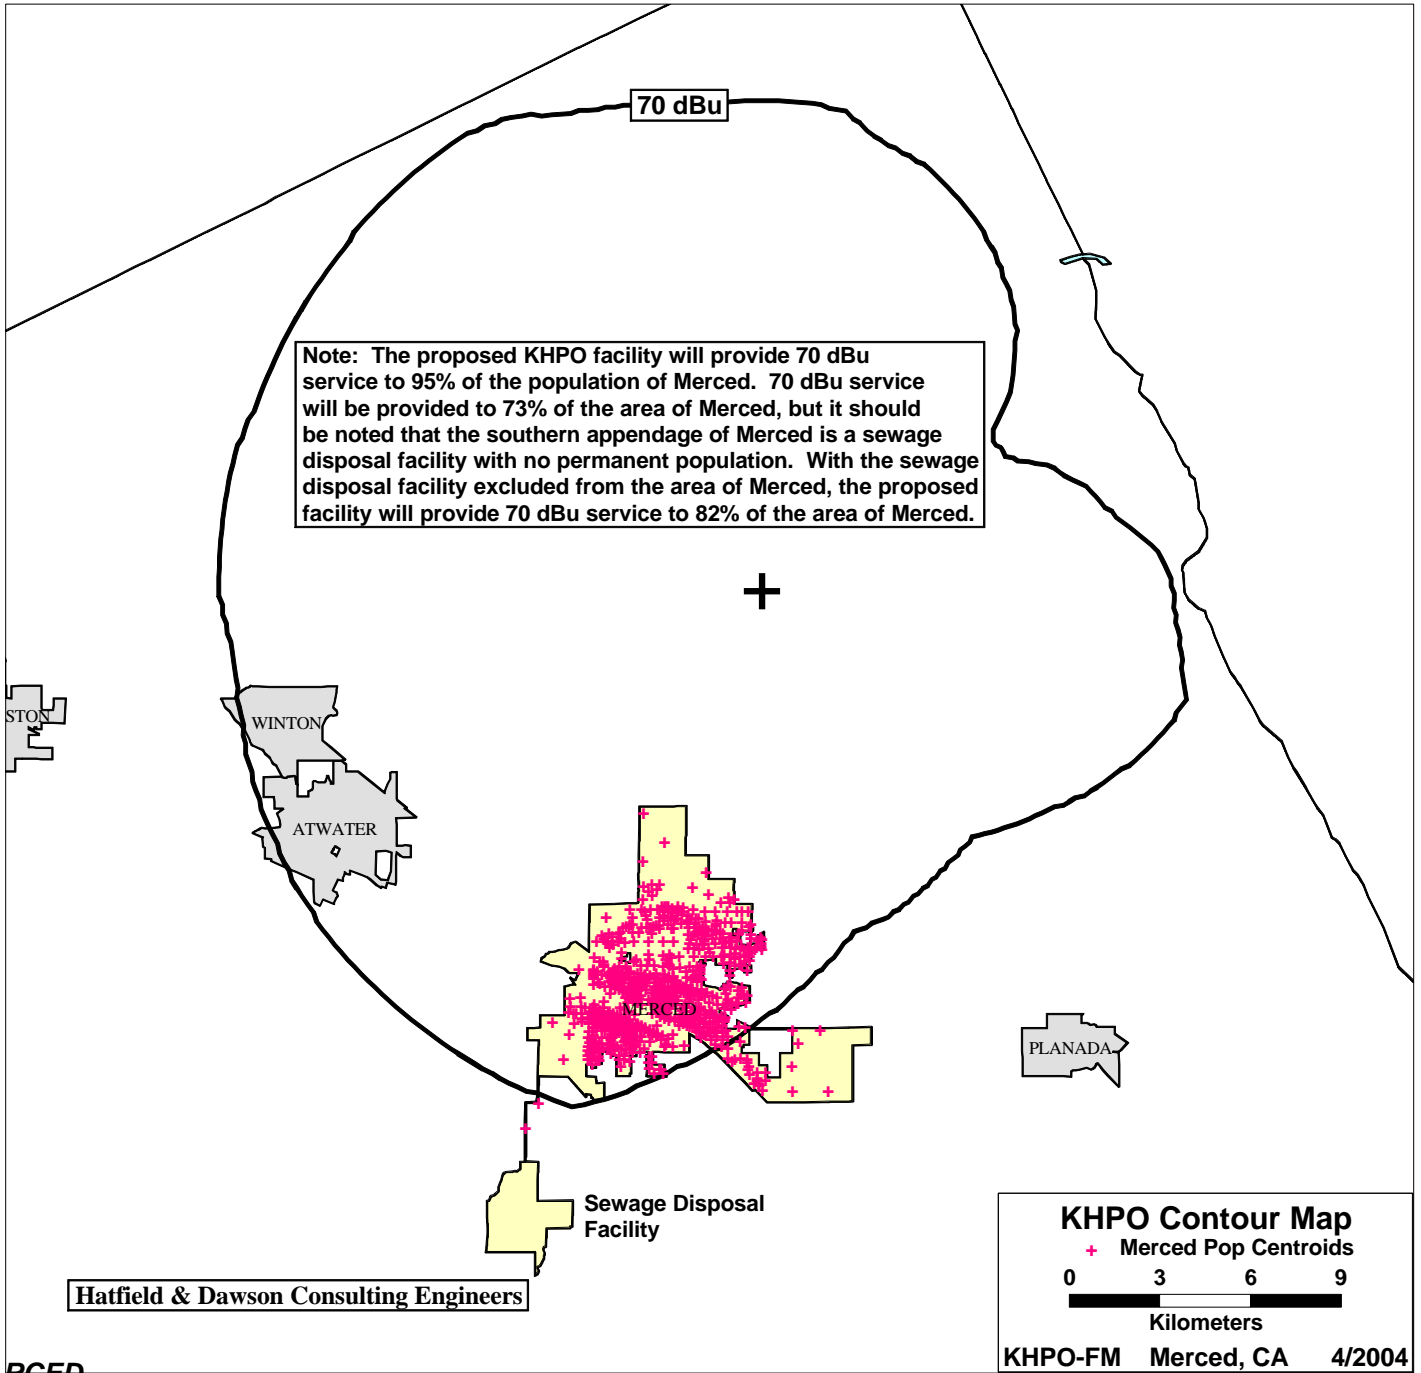 70 dBu
Note: The proposed KHPO facility will provide 70 dBu
service to 95% of the population of Merced. 70 dBu service
will be provided to 73% of the area of Merced, but it should
be noted that the southern appendage of Merced is a sewage
disposal facility with no permanent population. With the sewage
disposal facility excluded from the area of Merced, the proposed
facility will provide 70 dBu service to 82% of the area of Merced.
STON
WINTON
ATWATER
MERCED
PLANADA
Sewage Disposal
Facility
Hatfield & Dawson Consulting Engineers
KHPO Contour Map
Merced Pop Centroids
0 3 6 9
Kilometers
KHPO-FM Merced, CA 4/2004